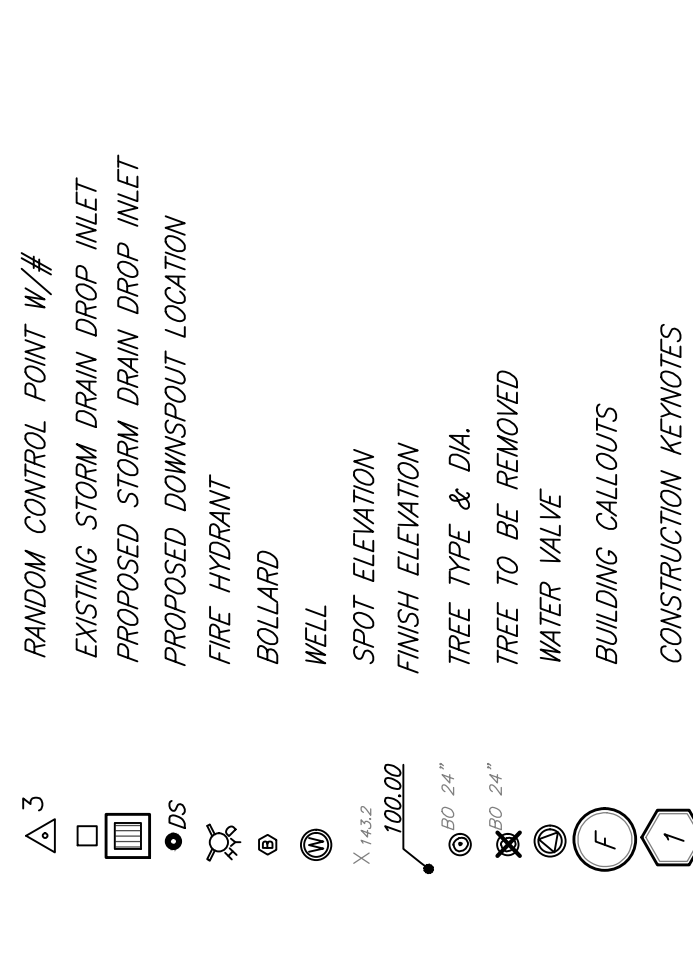 3 RANDOM CONTROL POINT W/#
EXISTING STORM DRAIN DROP INLET
PROPOSED STORM DRAIN DROP INLET
DS PROPOSED DOWNSPOUT LOCATION
FIRE HYDRANT
B BOLLARD
W WELL
X 143.2 SPOT ELEVATION
100.00 FINISH ELEVATION
BO 24" TREE TYPE & DIA.
BO 24" TREE TO BE REMOVED
WATER VALVE
F BUILDING CALLOUTS
1 CONSTRUCTION KEYNOTES